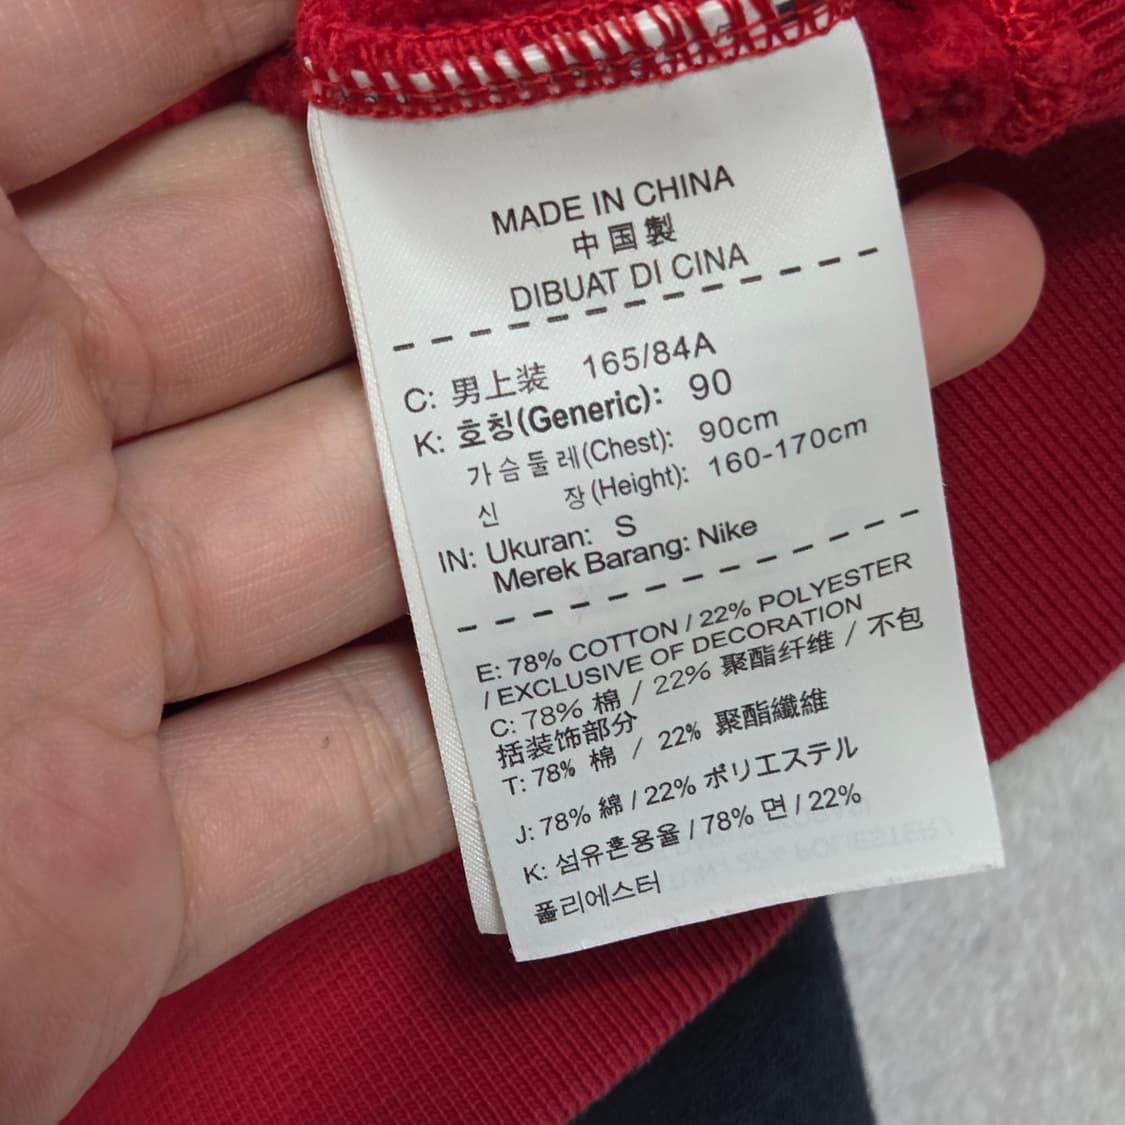 MADE IN CHINA
中国製
DIBUAT DI CINA
C: 男上装 165/84A
K: 호칭(Generic): 90
가슴둘레(Chest): 90cm
신 장(Height): 160-170cm
IN: Ukuran: S
Merek Barang: Nike
E: 78% COTTON / 22% POLYESTER
/ EXCLUSIVE OF DECORATION
C: 78% 棉 / 22% 聚酯纤维 / 不包
括装饰部分
T: 78% 棉 / 22% 聚酯纖維
J: 78% 綿 / 22% ポリエステル
K: 섬유혼용율 / 78% 면 / 22%
폴리에스터